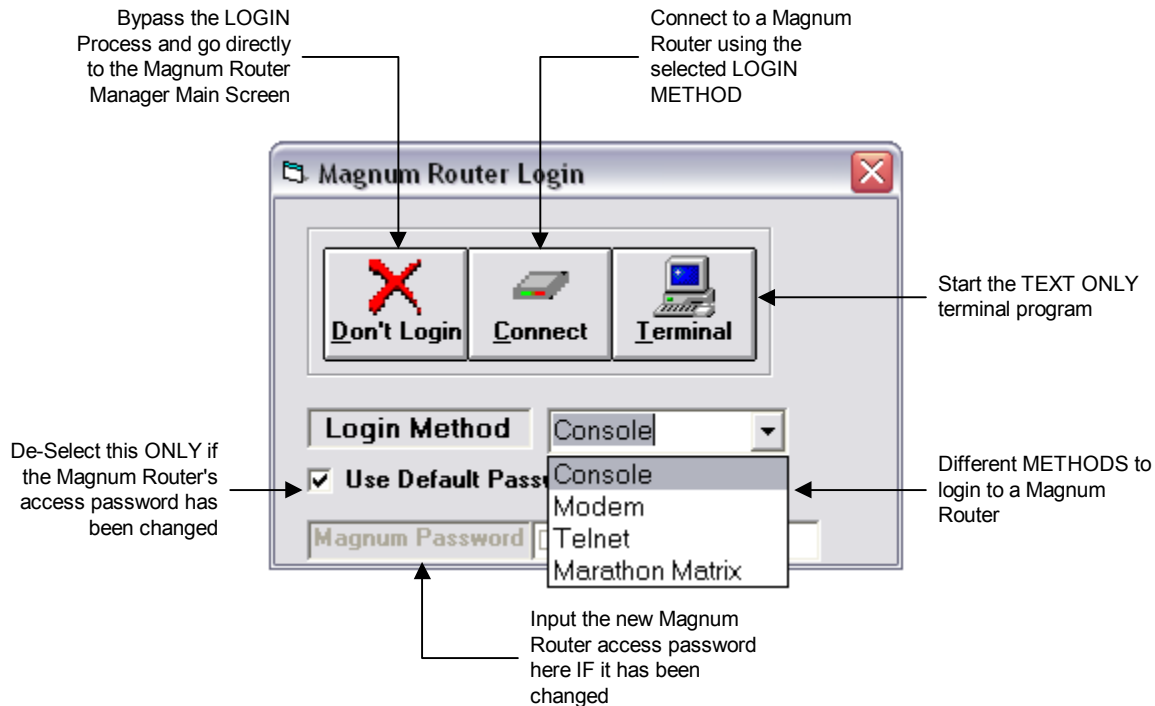 Bypass the LOGIN
Process and go directly
to the Magnum Router
Manager Main Screen
Connect to a Magnum
Router using the
selected LOGIN
METHOD
Magnum Router Login
Don't Login
Connect
Terminal
Start the TEXT ONLY
terminal program
Login Method
Console
De-Select this ONLY if
the Magnum Router's
access password has
been changed
Use Default
Console
Modem
Telnet
Marathon Matrix
Different METHODS to
login to a Magnum
Router
Magnum Password
Input the new Magnum
Router access password
here IF it has been
changed